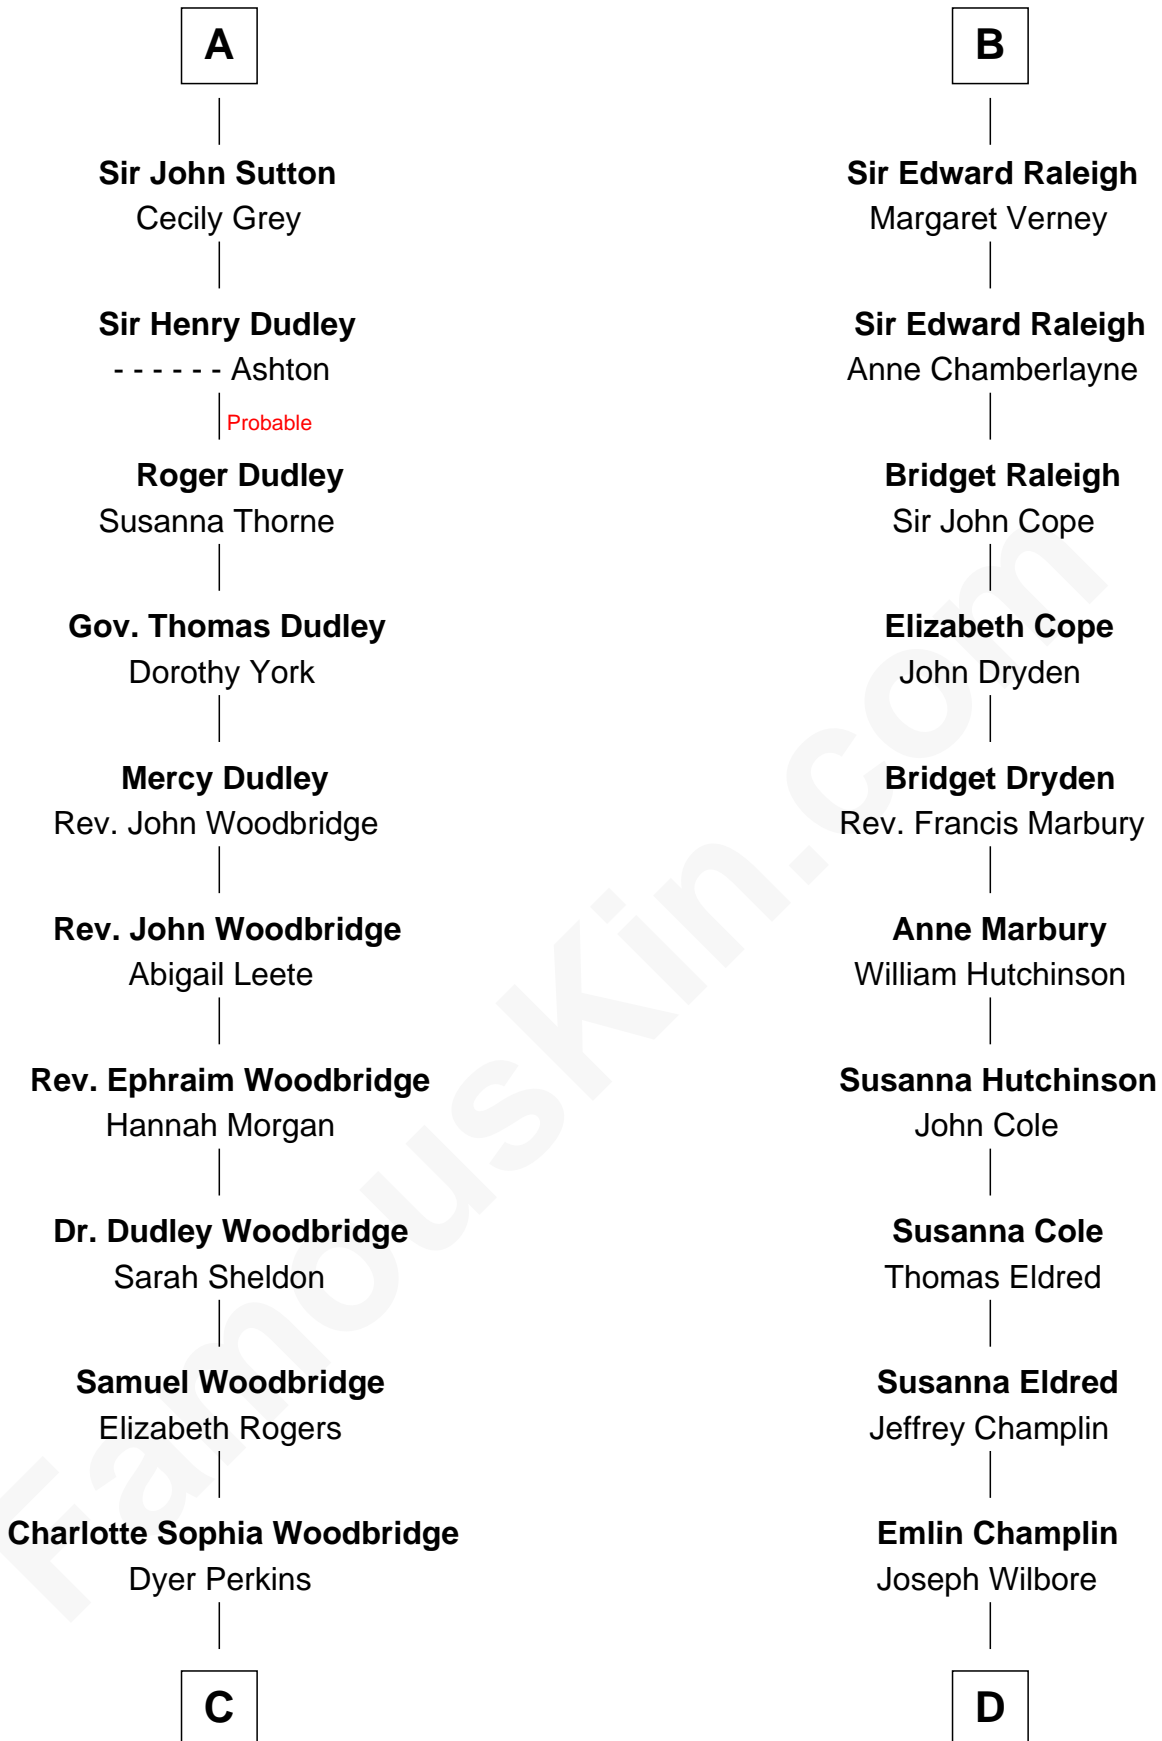 A
Sir John Sutton
Cecily Grey
Sir Henry Dudley
- - - - - - Ashton
Probable
Roger Dudley
Susanna Thorne
Gov. Thomas Dudley
Dorothy York
Mercy Dudley
Rev. John Woodbridge
Rev. John Woodbridge
Abigail Leete
Rev. Ephraim Woodbridge
Hannah Morgan
Dr. Dudley Woodbridge
Sarah Sheldon
Samuel Woodbridge
Elizabeth Rogers
Charlotte Sophia Woodbridge
Dyer Perkins
C
B
Sir Edward Raleigh
Margaret Verney
Sir Edward Raleigh
Anne Chamberlayne
Bridget Raleigh
Sir John Cope
Elizabeth Cope
John Dryden
Bridget Dryden
Rev. Francis Marbury
Anne Marbury
William Hutchinson
Susanna Hutchinson
John Cole
Susanna Cole
Thomas Eldred
Susanna Eldred
Jeffrey Champlin
Emlin Champlin
Joseph Wilbore
D
FamousKin.com